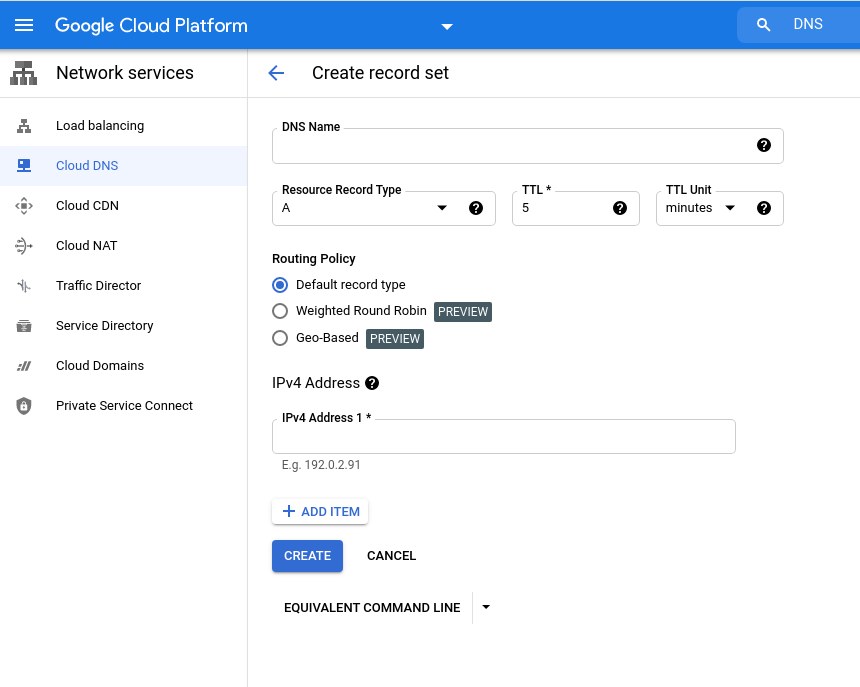 Google Cloud Platform
DNS
Network services
Create record set
Load balancing
Cloud DNS
Cloud CDN
Cloud NAT
Traffic Director
Service Directory
Cloud Domains
Private Service Connect
DNS Name
Resource Record Type
A
TTL *
5
TTL Unit
minutes
Routing Policy
Default record type
Weighted Round Robin PREVIEW
Geo-Based PREVIEW
IPv4 Address
IPv4 Address 1 *
E.g. 192.0.2.91
ADD ITEM
CREATE
CANCEL
EQUIVALENT COMMAND LINE